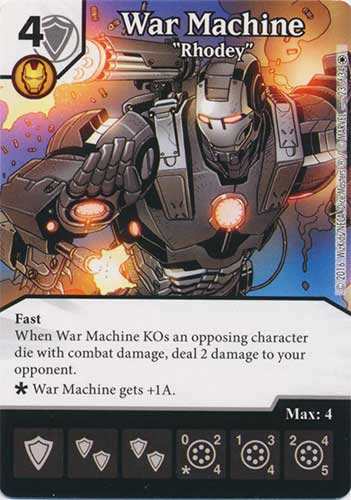 4
War Machine
"Rhodey"
Fast
When War Machine KOs an opposing character
die with combat damage, deal 2 damage to your
opponent.
* War Machine gets +1A.
Max: 4
0 2
* 4
1 3
4
2 4
5